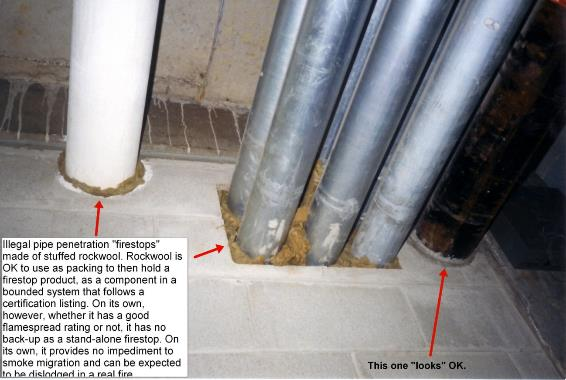 Illegal pipe penetration "firestops"
made of stuffed rockwool. Rockwool is
OK to use as packing to then hold a
firestop product, as a component in a
bounded system that follows a
certification listing. On its own,
however, whether it has a good
flamespread rating or not, it has no
back-up as a stand-alone firestop. On
its own, it provides no impediment to
smoke migration and can be expected
to be dislodged in a real fire
This one "looks" OK.